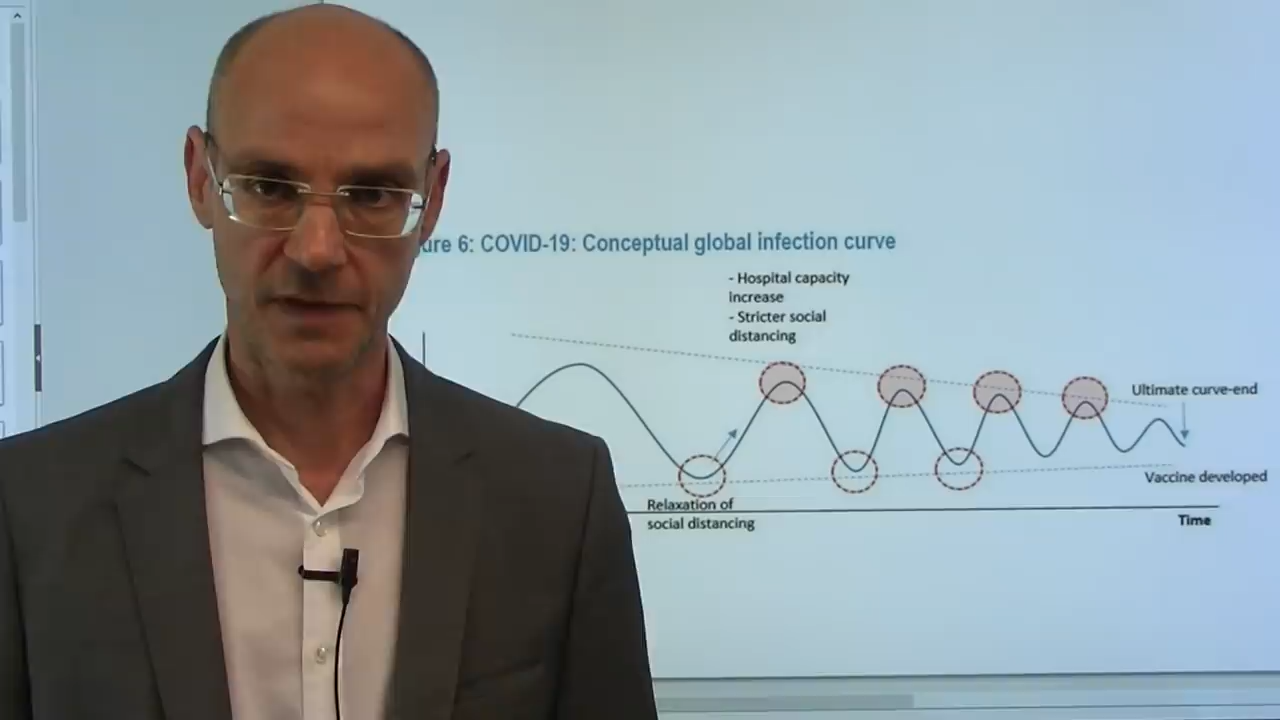 ure 6: COVID-19: Conceptual global infection curve
- Hospital capacity
increase
- Stricter social
distancing
Ultimate curve-end
Vaccine developed
Relaxation of
social distancing
Time